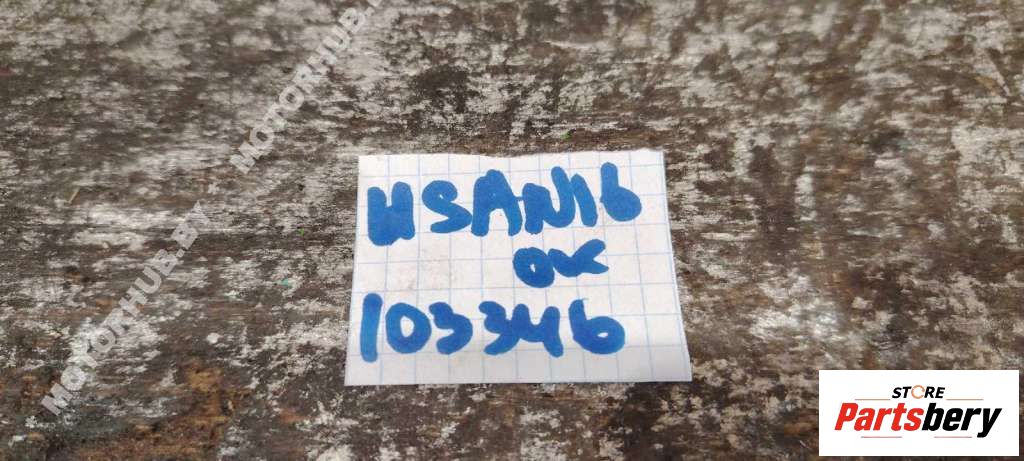 MOTORHUB.BY - MOTORHUB.BY
HSAN16
OK
103346
STORE
Partsbery